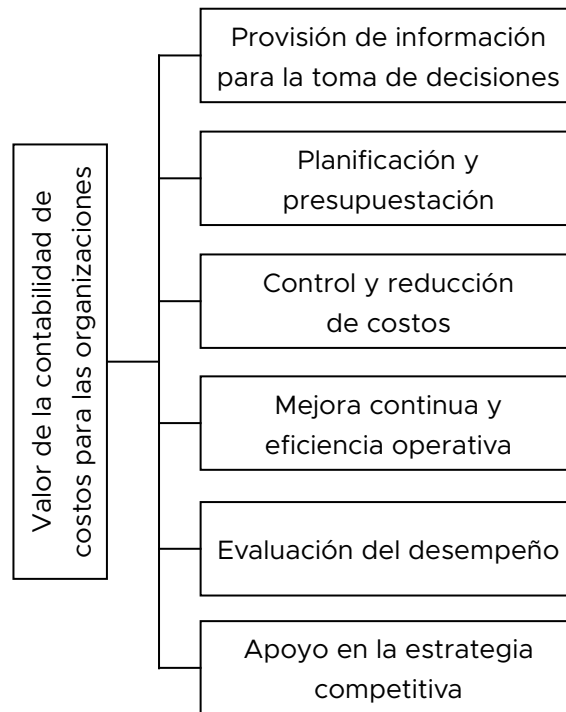 Valor de la contabilidad de
costos para las organizaciones
Provisión de información
para la toma de decisiones
Planificación y
presupuestación
Control y reducción
de costos
Mejora continua y
eficiencia operativa
Evaluación del desempeño
Apoyo en la estrategia
competitiva